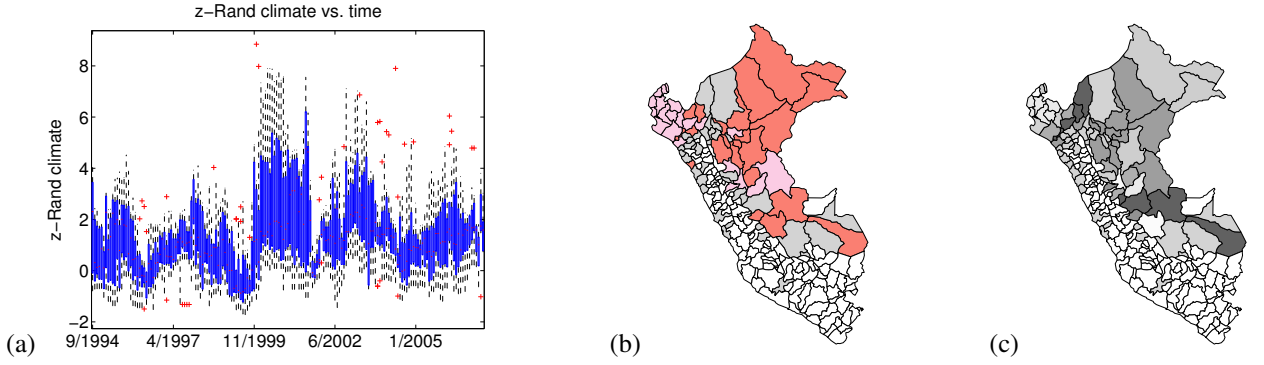 z−Rand climate vs. time
z−Rand climate
8
6
4
2
0
−2
9/1994 4/1997 11/1999 6/2002 1/2005
(a) (b) (c)